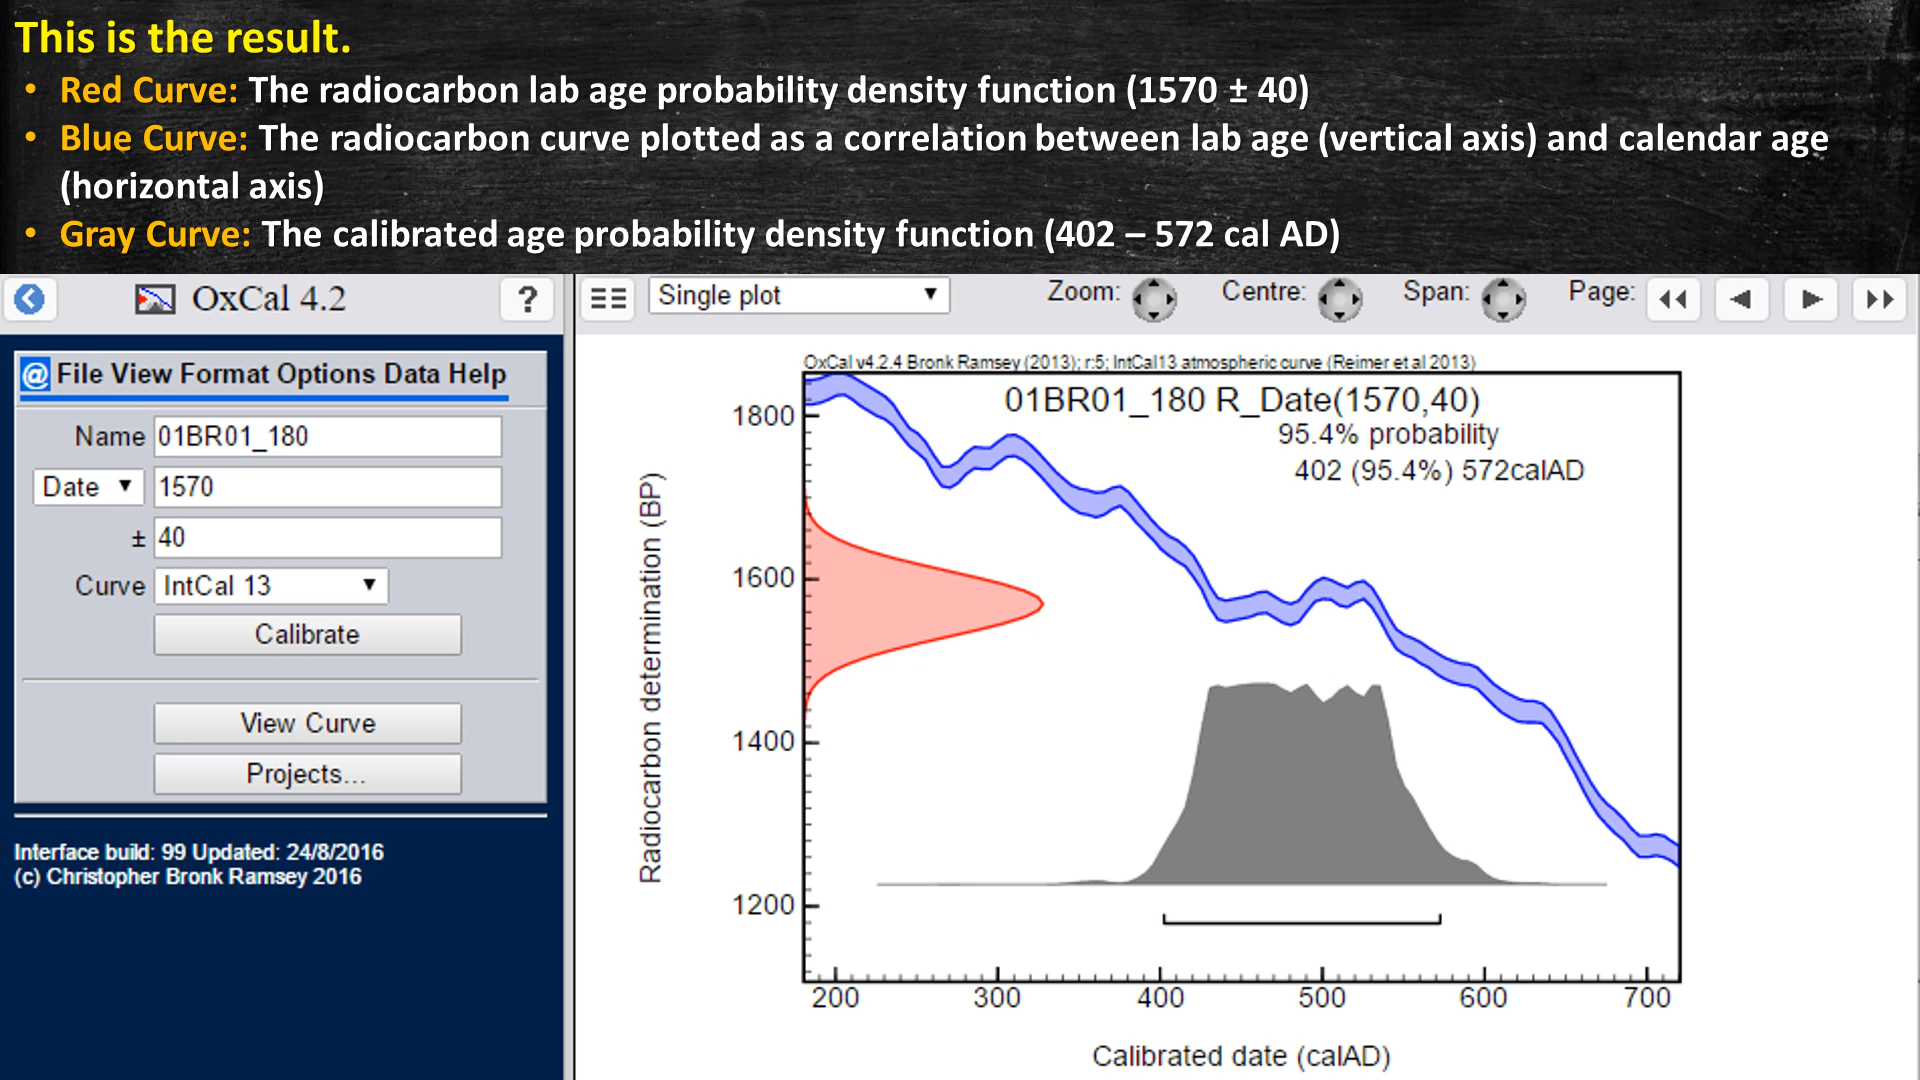 This is the result.
• Red Curve: The radiocarbon lab age probability density function (1570 ± 40)
• Blue Curve: The radiocarbon curve plotted as a correlation between lab age (vertical axis) and calendar age
(horizontal axis)
• Gray Curve: The calibrated age probability density function (402 – 572 cal AD)
OxCal 4.2
?
@ File View Format Options Data Help
Name 01BR01_180
Date 1570
± 40
Curve IntCal 13
Calibrate
View Curve
Projects...
Interface build: 99 Updated: 24/8/2016
(c) Christopher Bronk Ramsey 2016
Single plot
Zoom:
Centre:
Span:
Page:
OxCal v4.2.4 Bronk Ramsey (2013); r:5; IntCal13 atmospheric curve (Reimer et al 2013)
01BR01_180 R_Date(1570,40)
95.4% probability
402 (95.4%) 572calAD
Radiocarbon determination (BP)
1800
1600
1400
1200
200 300 400 500 600 700
Calibrated date (calAD)